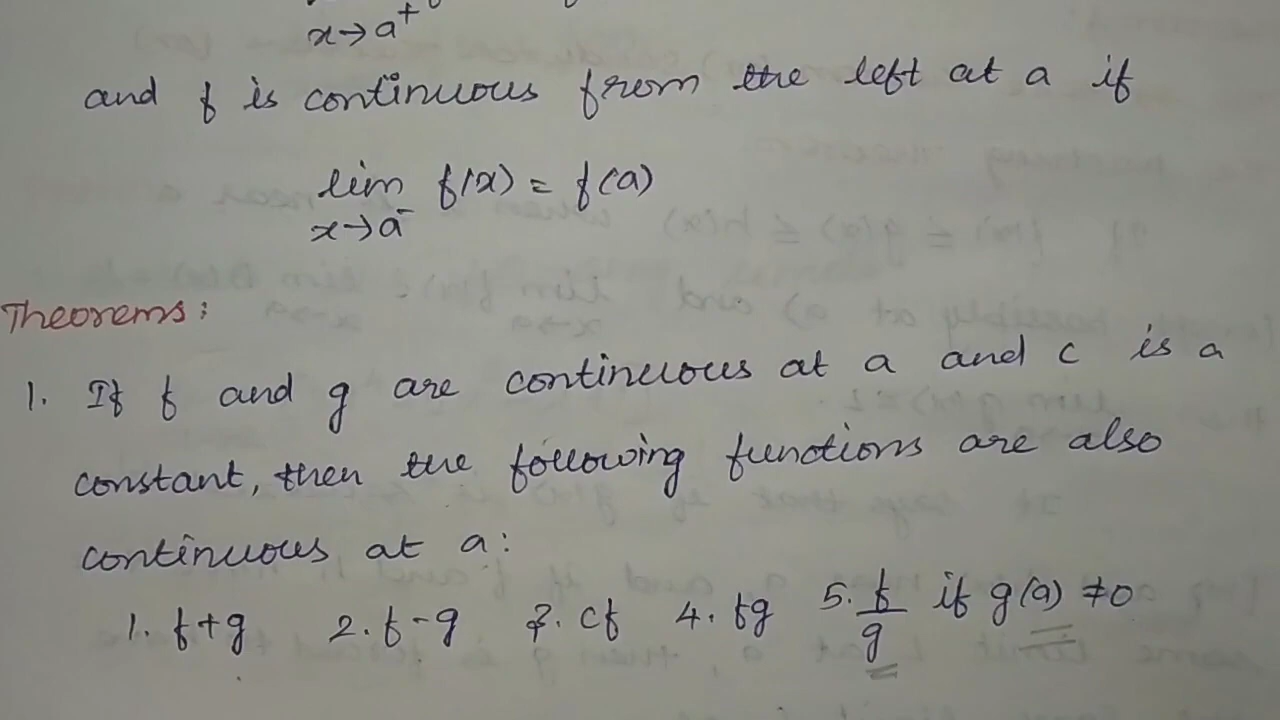 x→a⁺
and f is continuous from the left at a if
lim f(x) = f(a)
x→a⁻
Theorems:
1. If f and g are continuous at a and c is a
constant, then the following functions are also
continuous at a:
1. f+g 2. f-g 3. cf 4. fg 5. f/g if g(a) ≠0